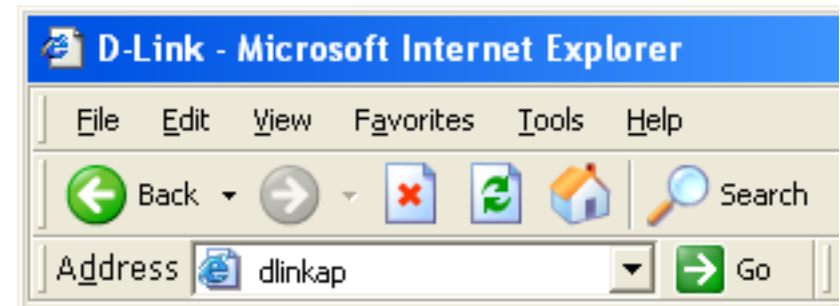 D-Link - Microsoft Internet Explorer
File Edit View Favorites Tools Help
Back Search
Address dlinkap Go